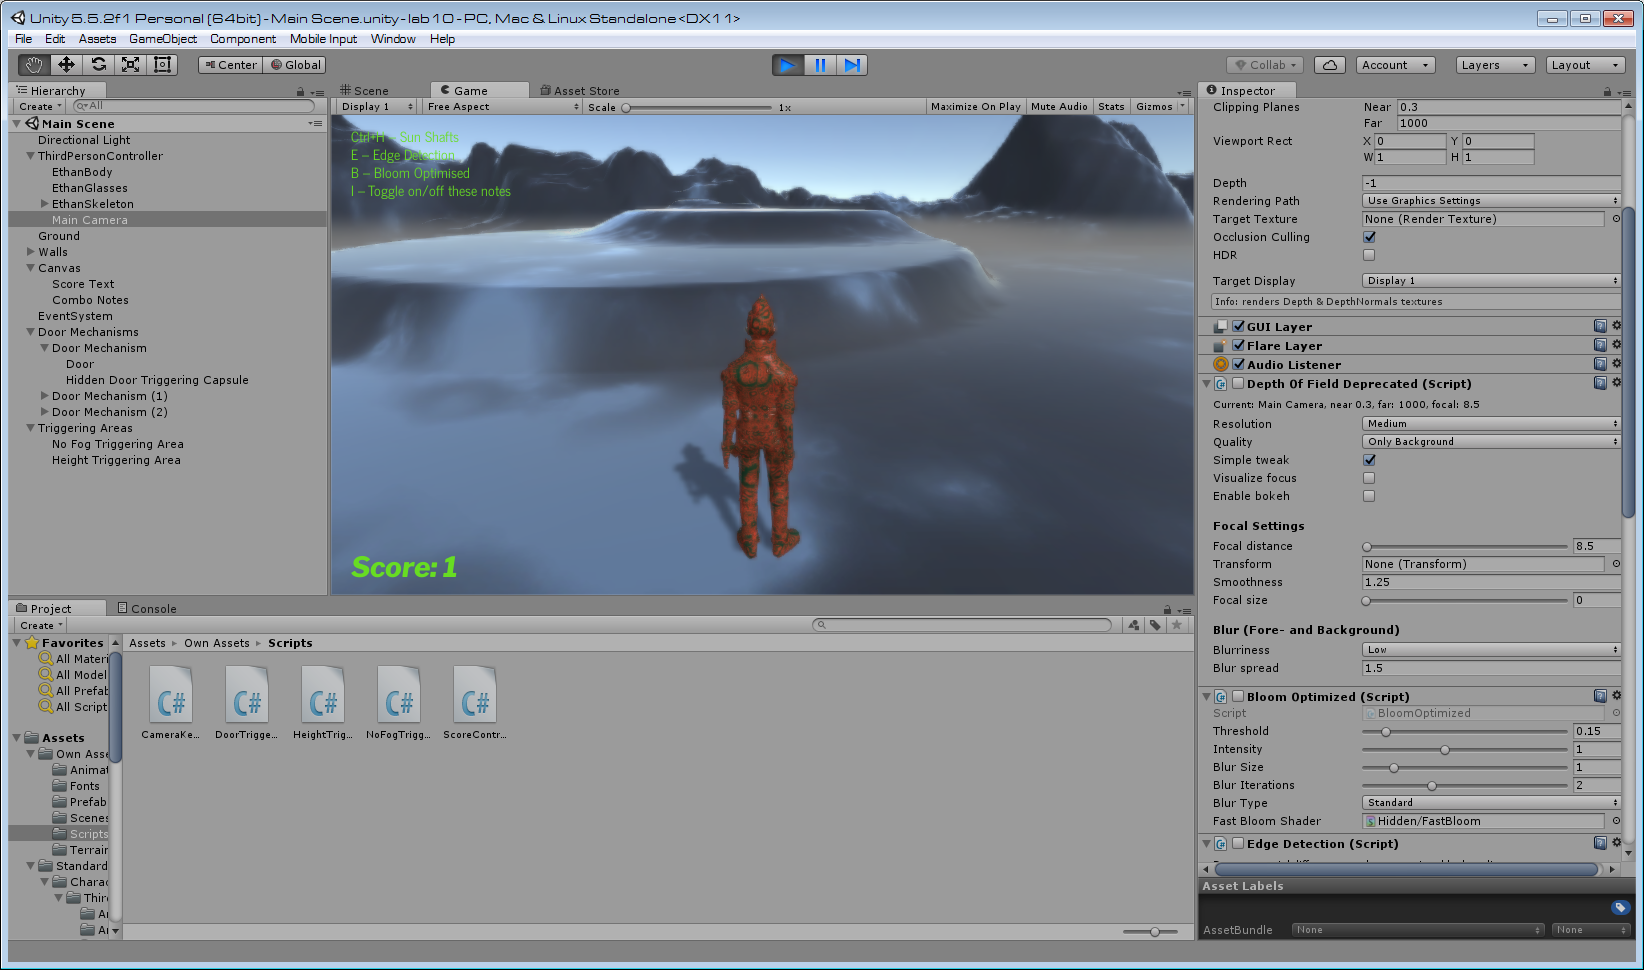 Unity 5.5.2f1 Personal (64bit) - Main Scene.unity - lab10 - PC, Mac & Linux Standalone <DX11>
File Edit Assets GameObject Component Mobile Input Window Help
Center Global Collab Account Layers Layout
Hierarchy
Create All
Main Scene
Directional Light
ThirdPersonController
EthanBody
EthanGlasses
EthanSkeleton
Main Camera
Ground
Walls
Canvas
Score Text
Combo Notes
EventSystem
Door Mechanisms
Door Mechanism
Door
Hidden Door Triggering Capsule
Door Mechanism (1)
Door Mechanism (2)
Triggering Areas
No Fog Triggering Area
Height Triggering Area
Scene Game Asset Store
Display 1 Free Aspect Scale 1x Maximize On Play Mute Audio Stats Gizmos
Ctrl+H – Sun Shafts
E – Edge Detection
B – Bloom Optimised
I – Toggle on/off these notes
Score: 1
Inspector
Clipping Planes Near 0.3
Far 1000
Viewport Rect X 0 Y 0
W 1 H 1
Depth -1
Rendering Path Use Graphics Settings
Target Texture None (Render Texture)
Occlusion Culling
HDR
Target Display Display 1
Info: renders Depth & DepthNormals textures
GUI Layer
Flare Layer
Audio Listener
Depth Of Field Deprecated (Script)
Current: Main Camera, near 0.3, far: 1000, focal: 8.5
Resolution Medium
Quality Only Background
Simple tweak
Visualize focus
Enable bokeh
Focal Settings
Focal distance 8.5
Transform None (Transform)
Smoothness 1.25
Focal size 0
Blur (Fore- and Background)
Blurriness Low
Blur spread 1.5
Bloom Optimized (Script)
Script BloomOptimized
Threshold 0.15
Intensity 1
Blur Size 1
Blur Iterations 2
Blur Type Standard
Fast Bloom Shader Hidden/FastBloom
Edge Detection (Script)
Asset Labels
AssetBundle None None
Project Console
Create
Favorites
All Materi
All Model
All Prefab
All Script
Assets
Own Asse
Animat
Fonts
Prefab
Scenes
Scripts
Terrain
Standard
Charac
Thir
Ar
Ar
Assets Own Assets Scripts
CameraKe... DoorTrigge... HeightTrig... NoFogTrigg... ScoreContr...